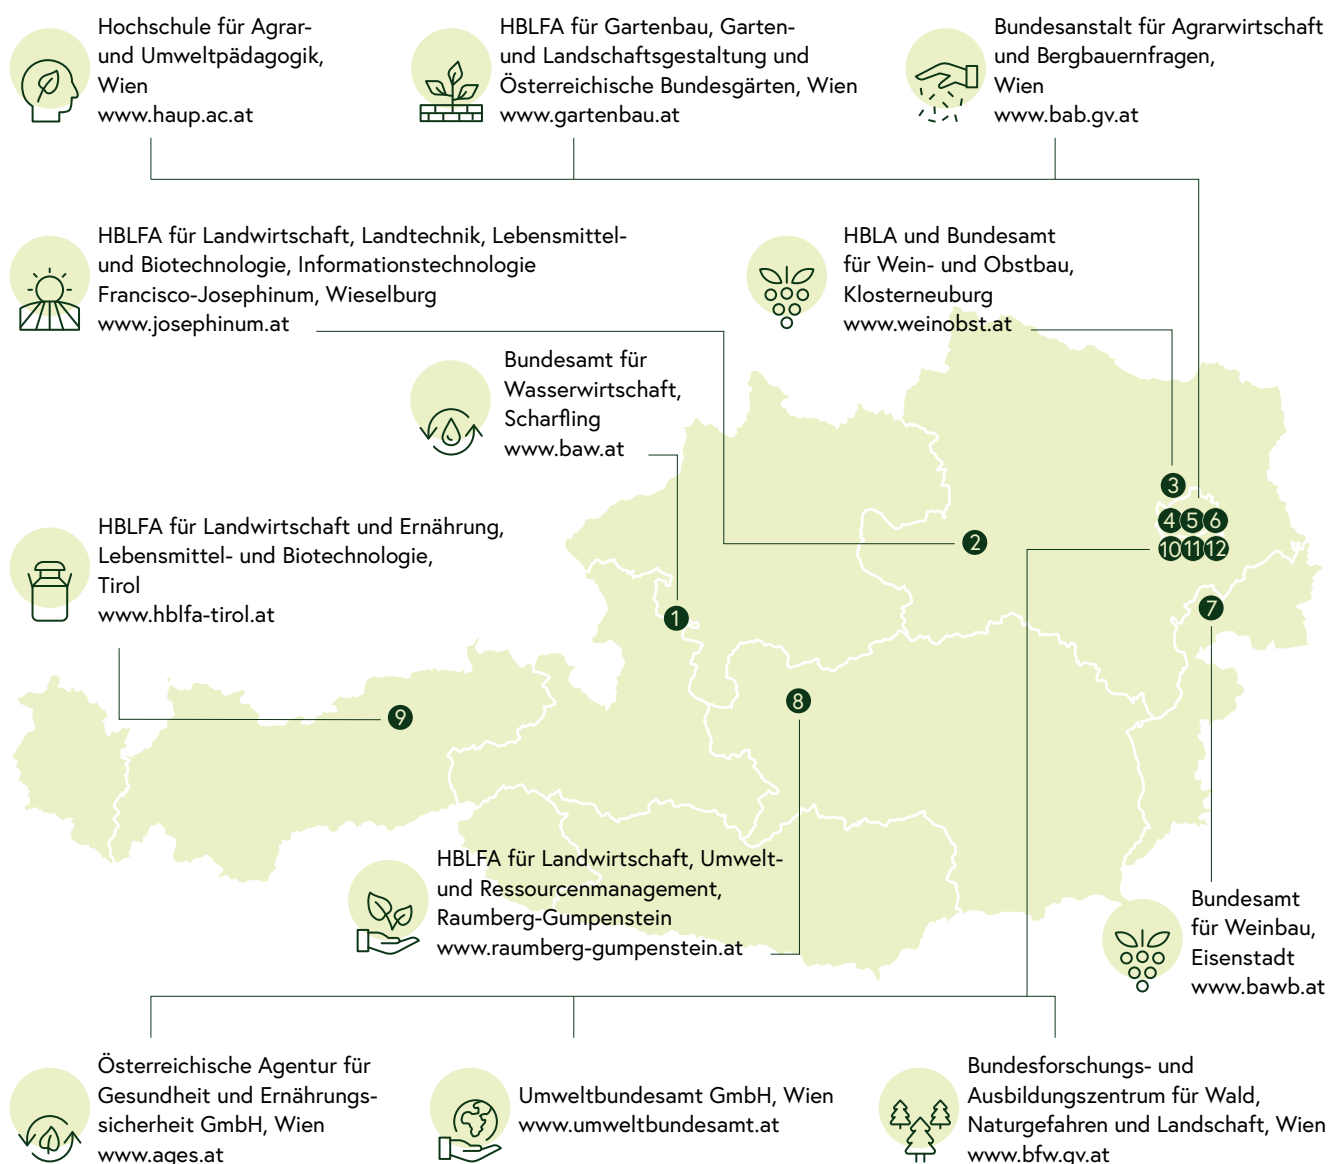 Hochschule für Agrar-
und Umweltpädagogik,
Wien
www.haup.ac.at
HBLFA für Gartenbau, Garten-
und Landschaftsgestaltung und
Österreichische Bundesgärten, Wien
www.gartenbau.at
Bundesanstalt für Agrarwirtschaft
und Bergbauernfragen,
Wien
www.bab.gv.at
HBLFA für Landwirtschaft, Landtechnik, Lebensmittel-
und Biotechnologie, Informationstechnologie
Francisco-Josephinum, Wieselburg
www.josephinum.at
HBLA und Bundesamt
für Wein- und Obstbau,
Klosterneuburg
www.weinobst.at
Bundesamt für
Wasserwirtschaft,
Scharfling
www.baw.at
HBLFA für Landwirtschaft und Ernährung,
Lebensmittel- und Biotechnologie,
Tirol
www.hblfa-tirol.at
3
4 5 6
2
10 11 12
7
1
8
9
HBLFA für Landwirtschaft, Umwelt-
und Ressourcenmanagement,
Raumberg-Gumpenstein
www.raumberg-gumpenstein.at
Bundesamt
für Weinbau,
Eisenstadt
www.bawb.at
Österreichische Agentur für
Gesundheit und Ernährungs-
sicherheit GmbH, Wien
www.ages.at
Umweltbundesamt GmbH, Wien
www.umweltbundesamt.at
Bundesforschungs- und
Ausbildungszentrum für Wald,
Naturgefahren und Landschaft, Wien
www.bfw.gv.at